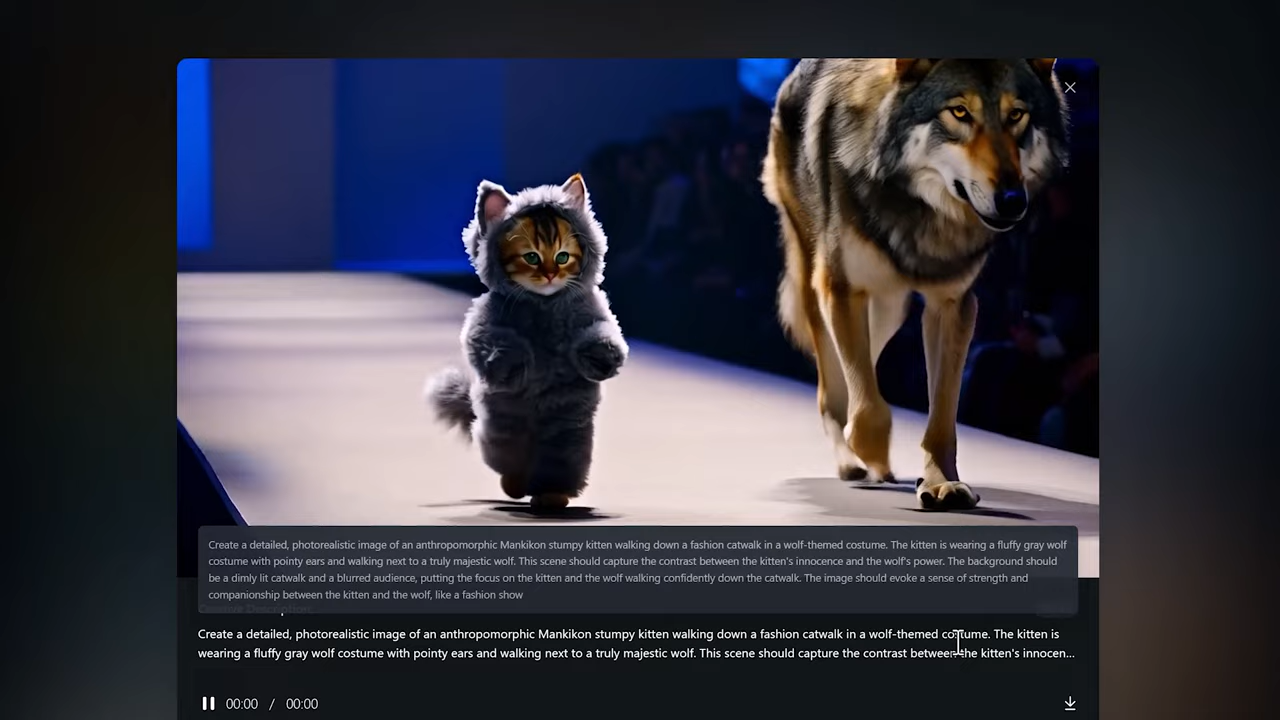 Create a detailed, photorealistic image of an anthropomorphic Mankikon stumpy kitten walking down a fashion catwalk in a wolf-themed costume. The kitten is wearing a fluffy gray wolf
costume with pointy ears and walking next to a truly majestic wolf. This scene should capture the contrast between the kitten's innocence and the wolf's power. The background should
be a dimly lit catwalk and a blurred audience, putting the focus on the kitten and the wolf walking confidently down the catwalk. The image should evoke a sense of strength and
companionship between the kitten and the wolf, like a fashion show
Create a detailed, photorealistic image of an anthropomorphic Mankikon stumpy kitten walking down a fashion catwalk in a wolf-themed costume. The kitten is
wearing a fluffy gray wolf costume with pointy ears and walking next to a truly majestic wolf. This scene should capture the contrast between the kitten's innocen...
00:00 / 00:00